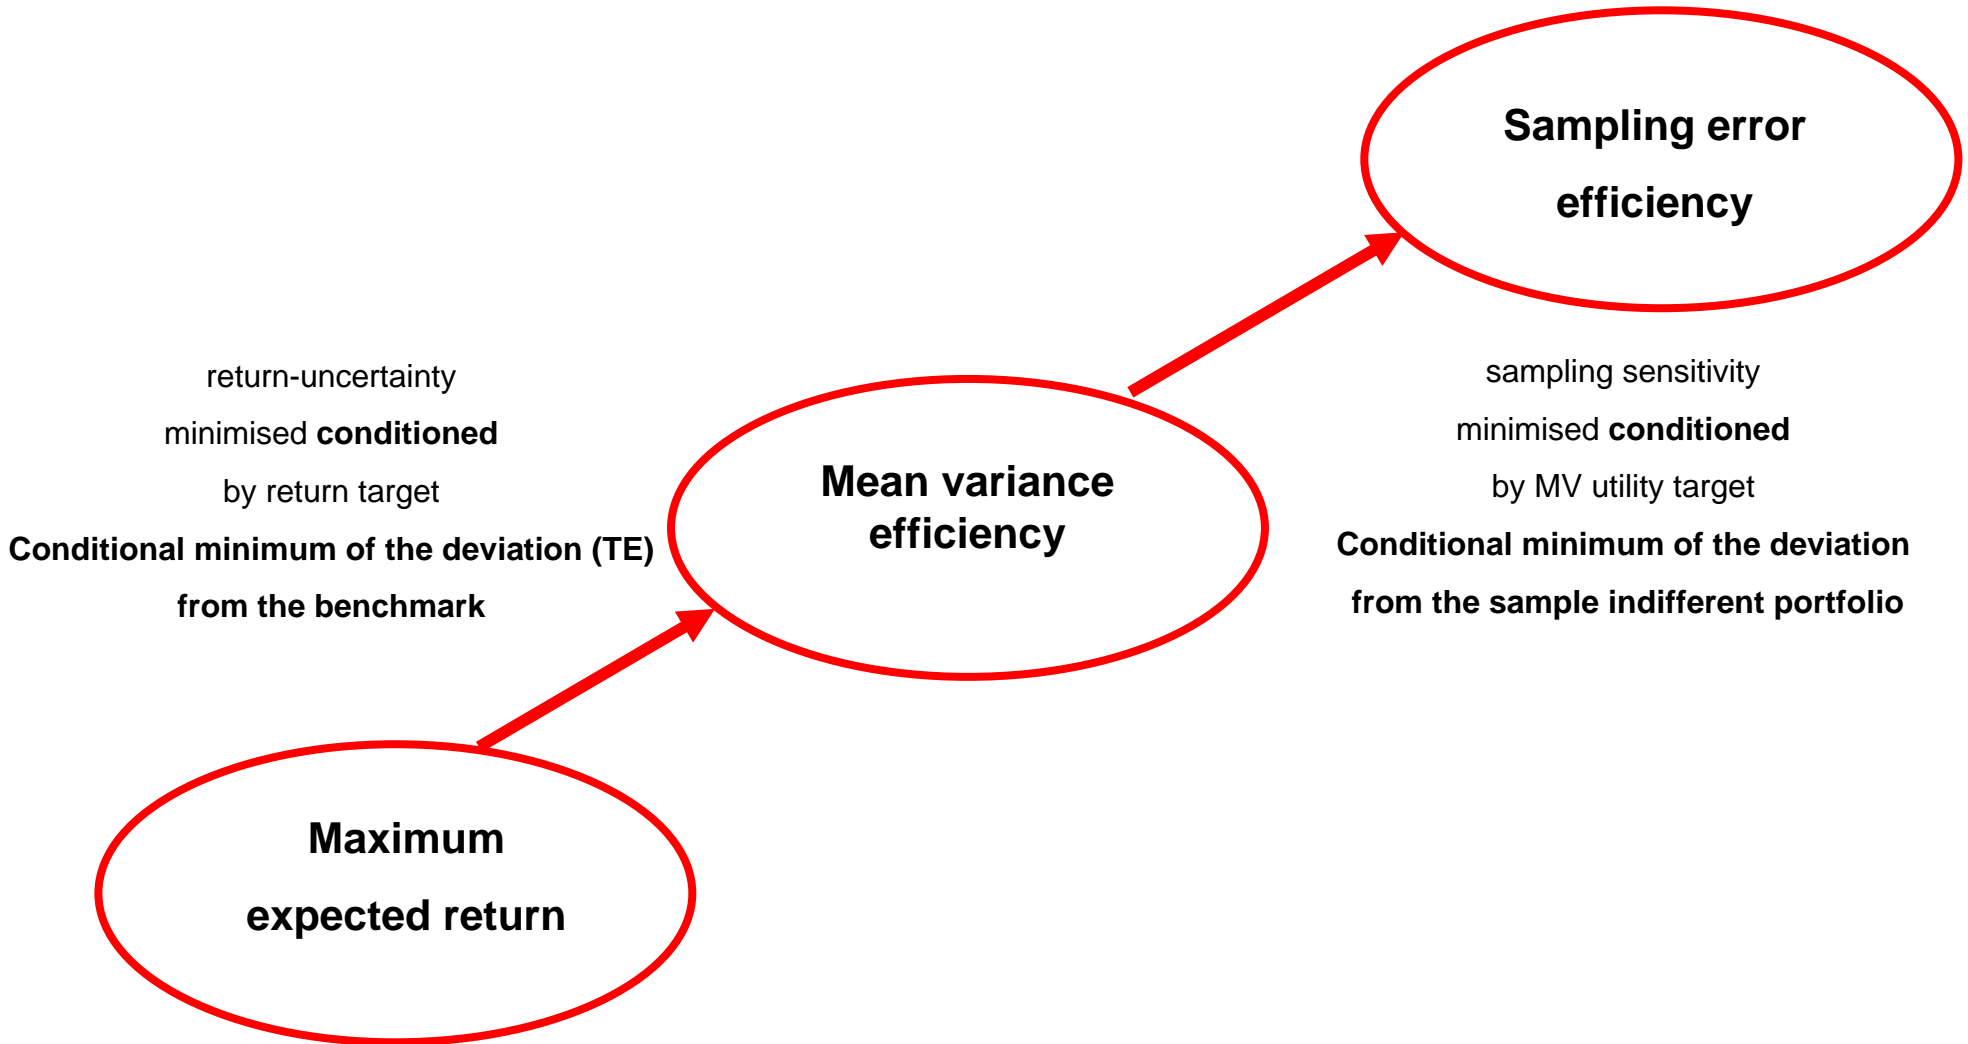 Sampling error
efficiency
return-uncertainty
minimised conditioned
by return target
Conditional minimum of the deviation (TE)
from the benchmark
Mean variance
efficiency
sampling sensitivity
minimised conditioned
by MV utility target
Conditional minimum of the deviation
from the sample indifferent portfolio
Maximum
expected return